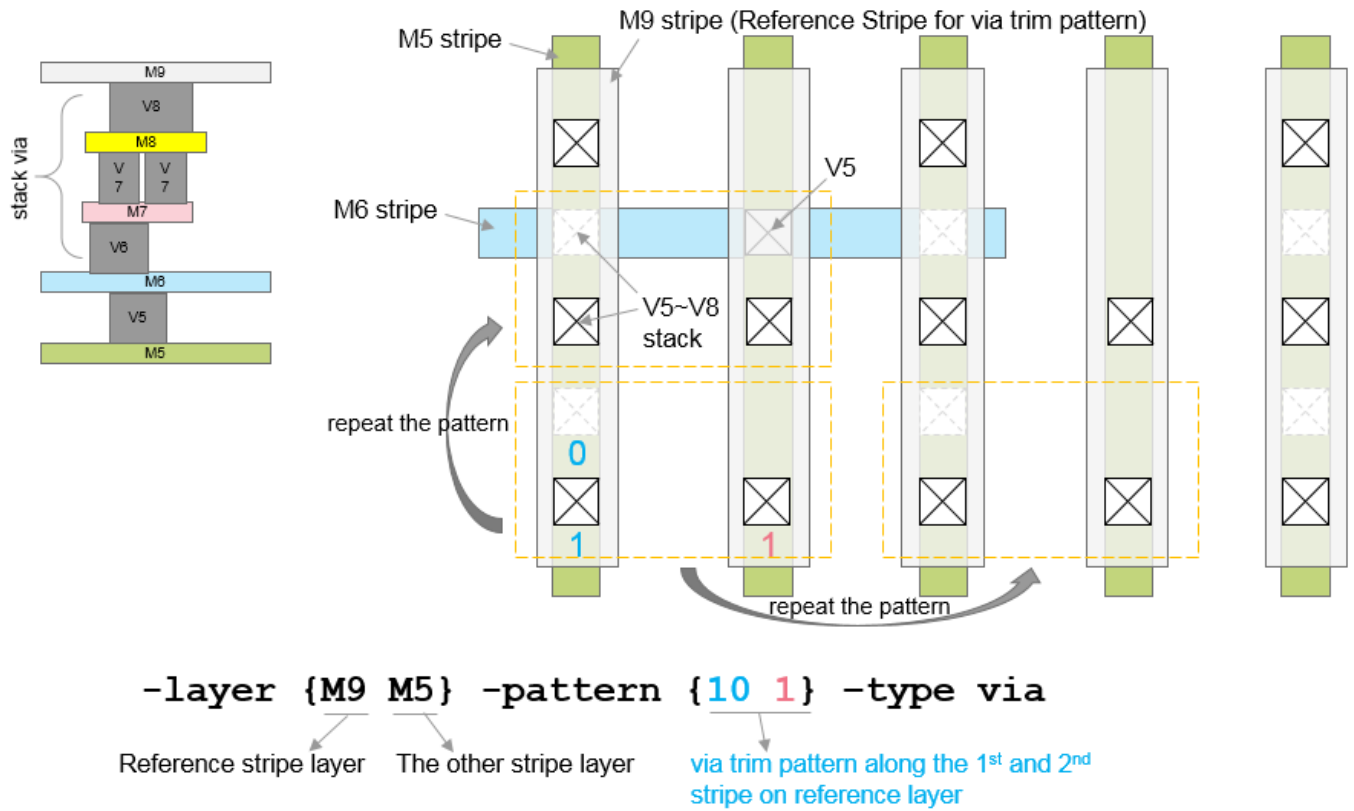 M9 stripe (Reference Stripe for via trim pattern)
M5 stripe
M9
V8
M8
V
7
V
7
M7
V6
M6
V5
M5
stack via
V5
M6 stripe
V5~V8
stack
repeat the pattern
0
1
1
repeat the pattern
-layer {M9 M5} -pattern {10 1} –type via
Reference stripe layer
The other stripe layer
via trim pattern along the 1st and 2nd
stripe on reference layer